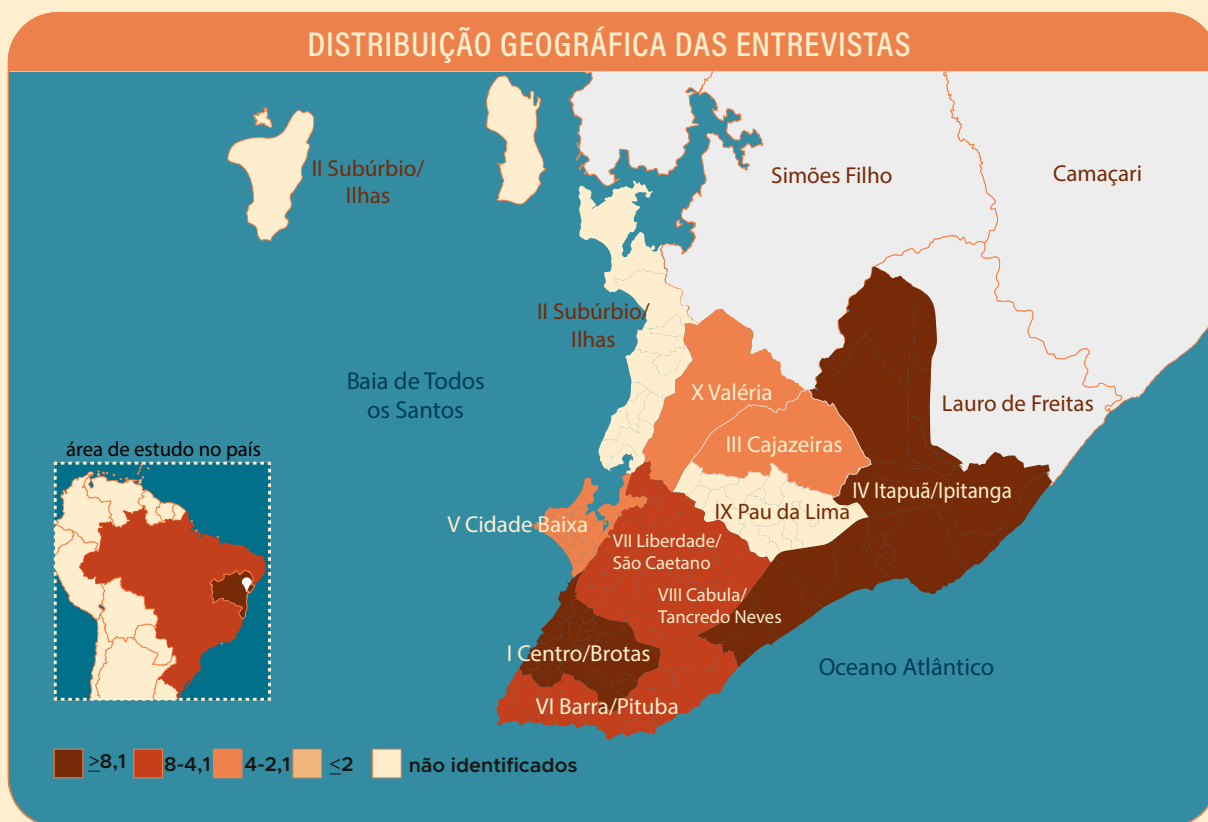 DISTRIBUIÇÃO GEOGRÁFICA DAS ENTREVISTAS
II Subúrbio/
Ilhas
Simões Filho
Camaçari
II Subúrbio/
Ilhas
Baia de Todos
os Santos
X Valéria
Lauro de Freitas
III Cajazeiras
área de estudo no país
IV Itapuã/Ipitanga
IX Pau da Lima
V Cidade Baixa
VII Liberdade/
São Caetano
VIII Cabula/
Tancredo Neves
I Centro/Brotas
Oceano Atlântico
VI Barra/Pituba
≥8,1 8-4,1 4-2,1 ≤2 não identificados